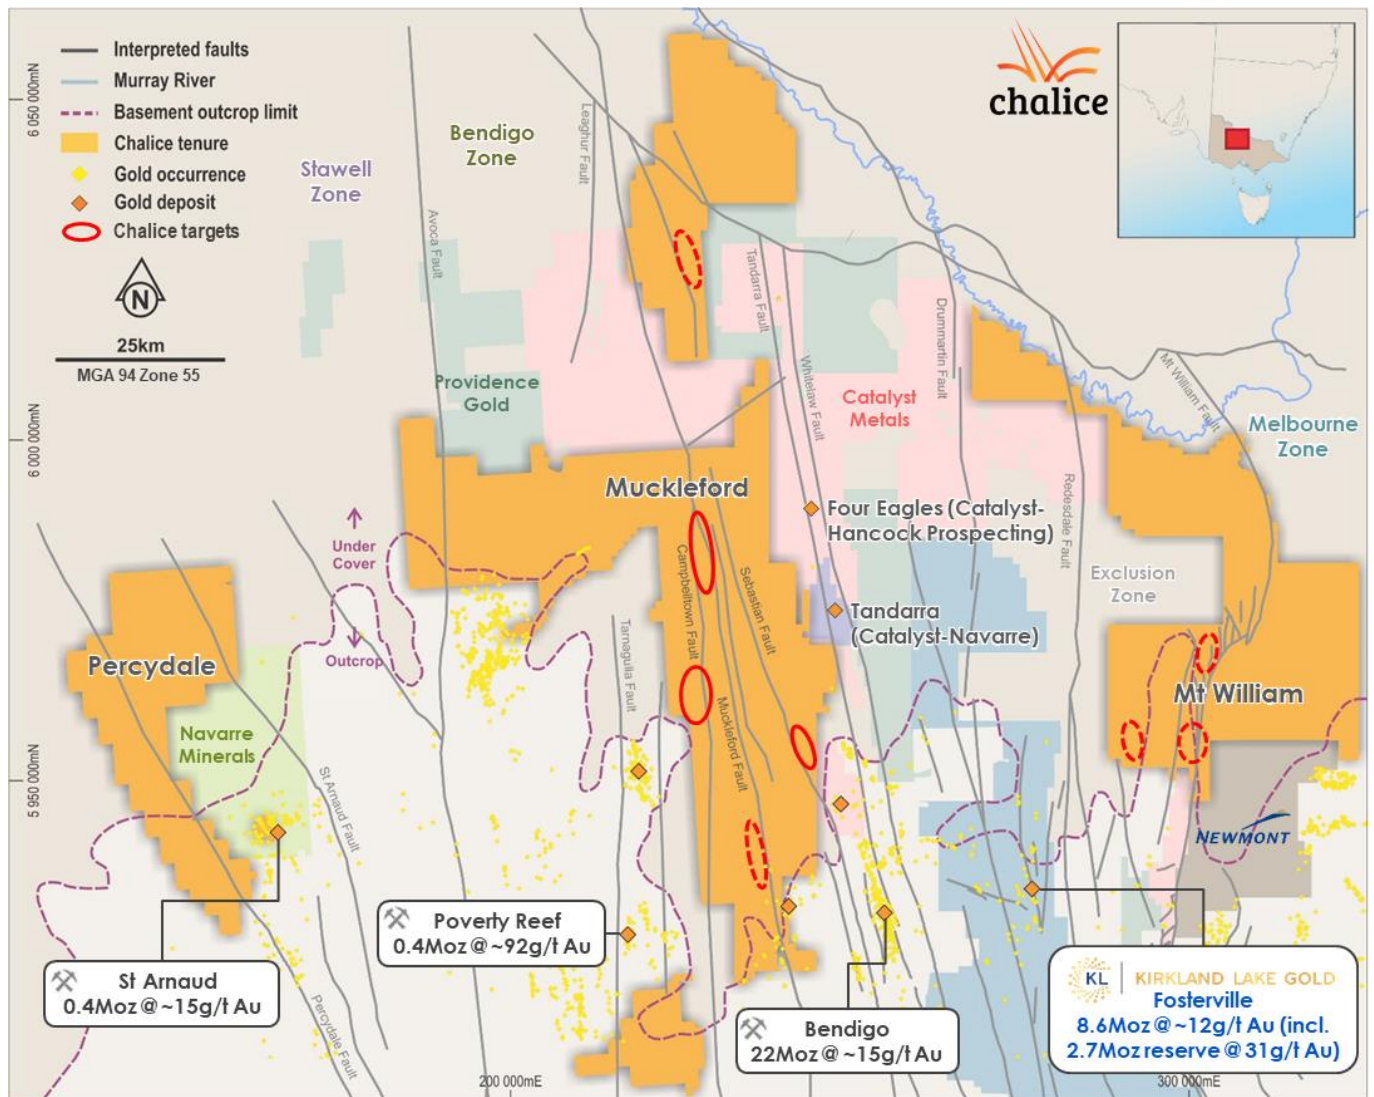 Interpreted faults
Murray River
Basement outcrop limit
Chalice tenure
Gold occurrence
Gold deposit
Chalice targets
N
25km
MGA 94 Zone 55
chalice
6 050 000mN
6 000 000mN
5 950 000mN
Stawell
Zone
Bendigo
Zone
Leaghur Fault
Avoca Fault
Tandarra Fault
Whitelaw Fault
Drummartin Fault
Mt William Fault
Redesdale Fault
Providence
Gold
Catalyst
Metals
Melbourne
Zone
Muckleford
Four Eagles (Catalyst-
Hancock Prospecting)
Under
Cover
Outcrop
Campbelltown Fault
Sebastian Fault
Exclusion
Zone
Tandarra
(Catalyst-Navarre)
Tarnagulla Fault
Muckleford Fault
Percydale
Mt William
Navarre
Minerals
St Arnaud Fault
NEWMONT
Percydale Fault
St Arnaud
0.4Moz @ ~15g/t Au
Poverty Reef
0.4Moz @ ~92g/t Au
Bendigo
22Moz @ ~15g/t Au
KL KIRKLAND LAKE GOLD
Fosterville
8.6Moz @ ~12g/t Au (incl.
2.7Moz reserve @ 31g/t Au)
200 000mE
300 000mE